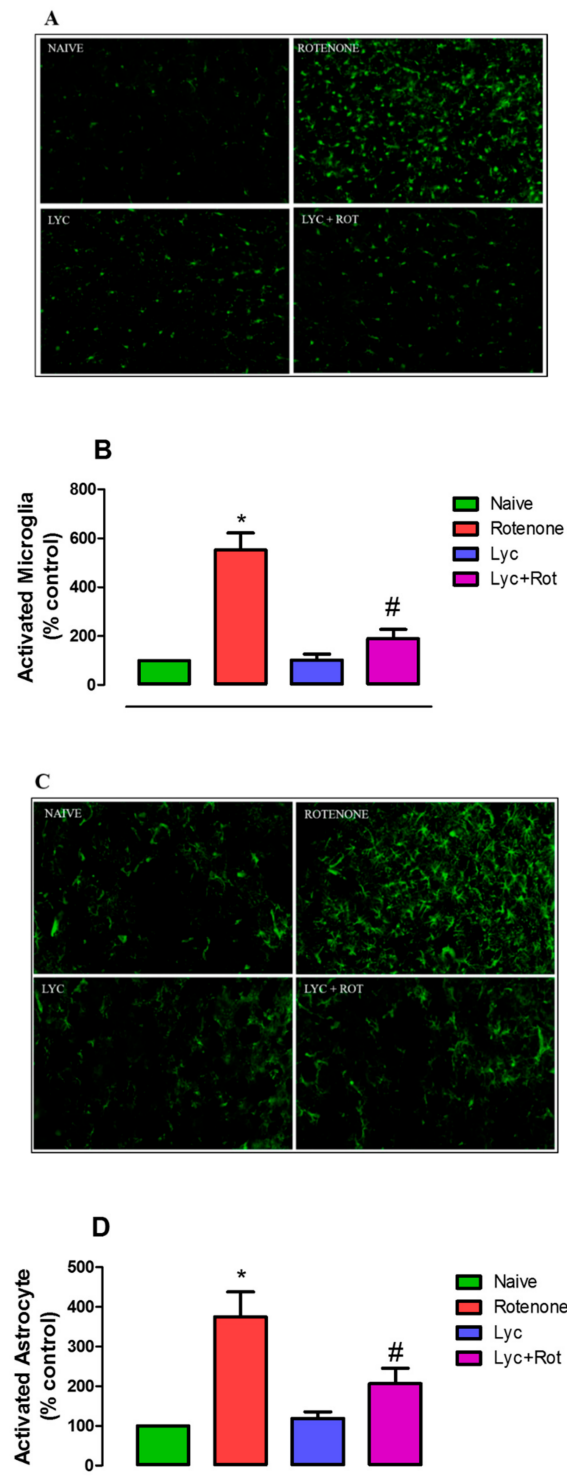 A
NAIVE
ROTENONE
LYC
LYC + ROT
B
Activated Microglia
(% control)
800
600
400
200
0
*
#
Naive
Rotenone
Lyc
Lyc+Rot
C
NAIVE
ROTENONE
LYC
LYC + ROT
D
Activated Astrocyte
(% control)
500
400
300
200
100
0
*
#
Naive
Rotenone
Lyc
Lyc+Rot